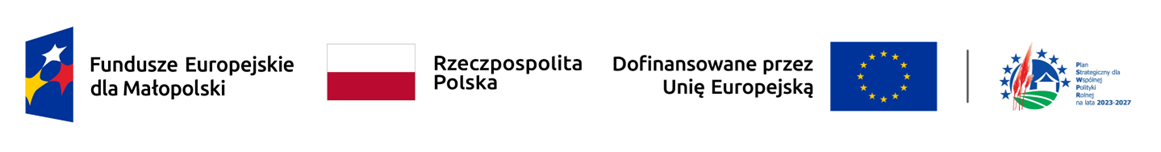 Fundusze Europejskie
dla Małopolski
Rzeczpospolita
Polska
Dofinansowane przez
Unię Europejską
Plan
Strategiczny dla
Wspólnej
Polityki
Rolnej
na lata 2023-2027